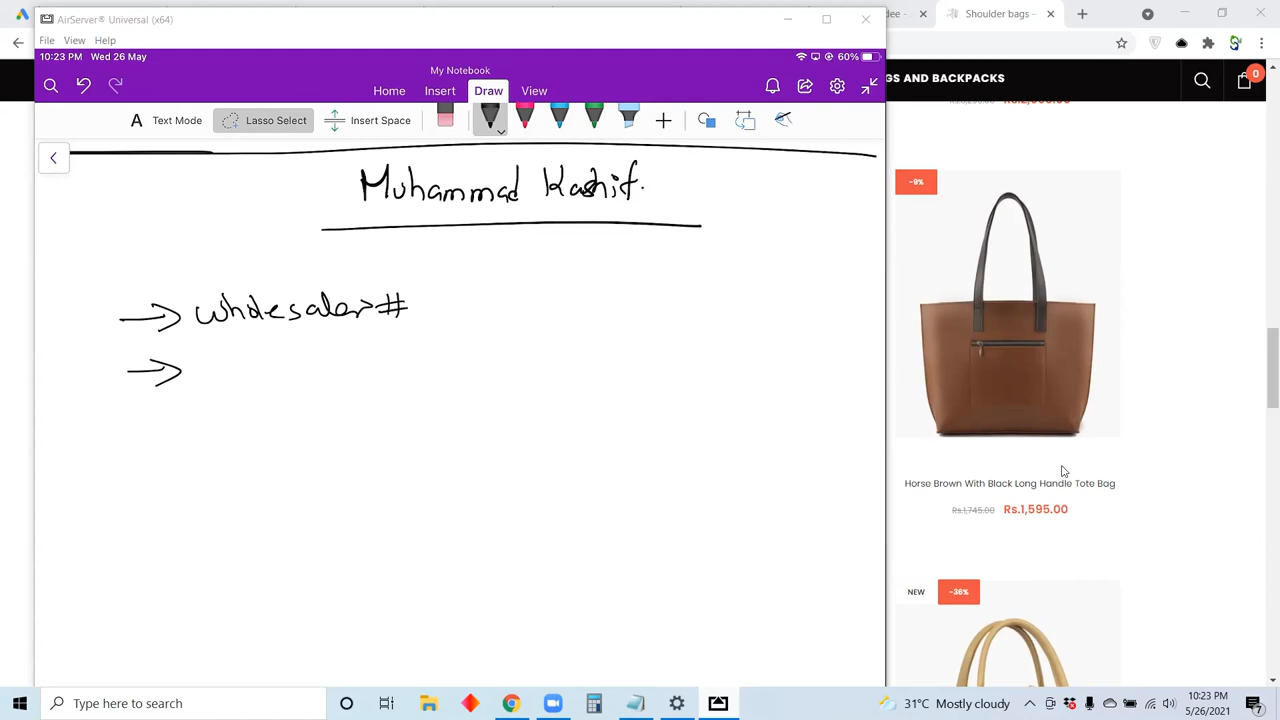 AirServer® Universal (x64)
File View Help
Shoulder bags -
10:23 PM Wed 26 May
60%
My Notebook
Home Insert Draw View
GS AND BACKPACKS
0
A Text Mode Lasso Select Insert Space
Muhammad Kashif.
→ wholesaler #
→
-9%
Horse Brown With Black Long Handle Tote Bag
Rs.1,745.00 Rs.1,595.00
NEW -36%
Type here to search
31°C Mostly cloudy
10:23 PM
5/26/2021
7